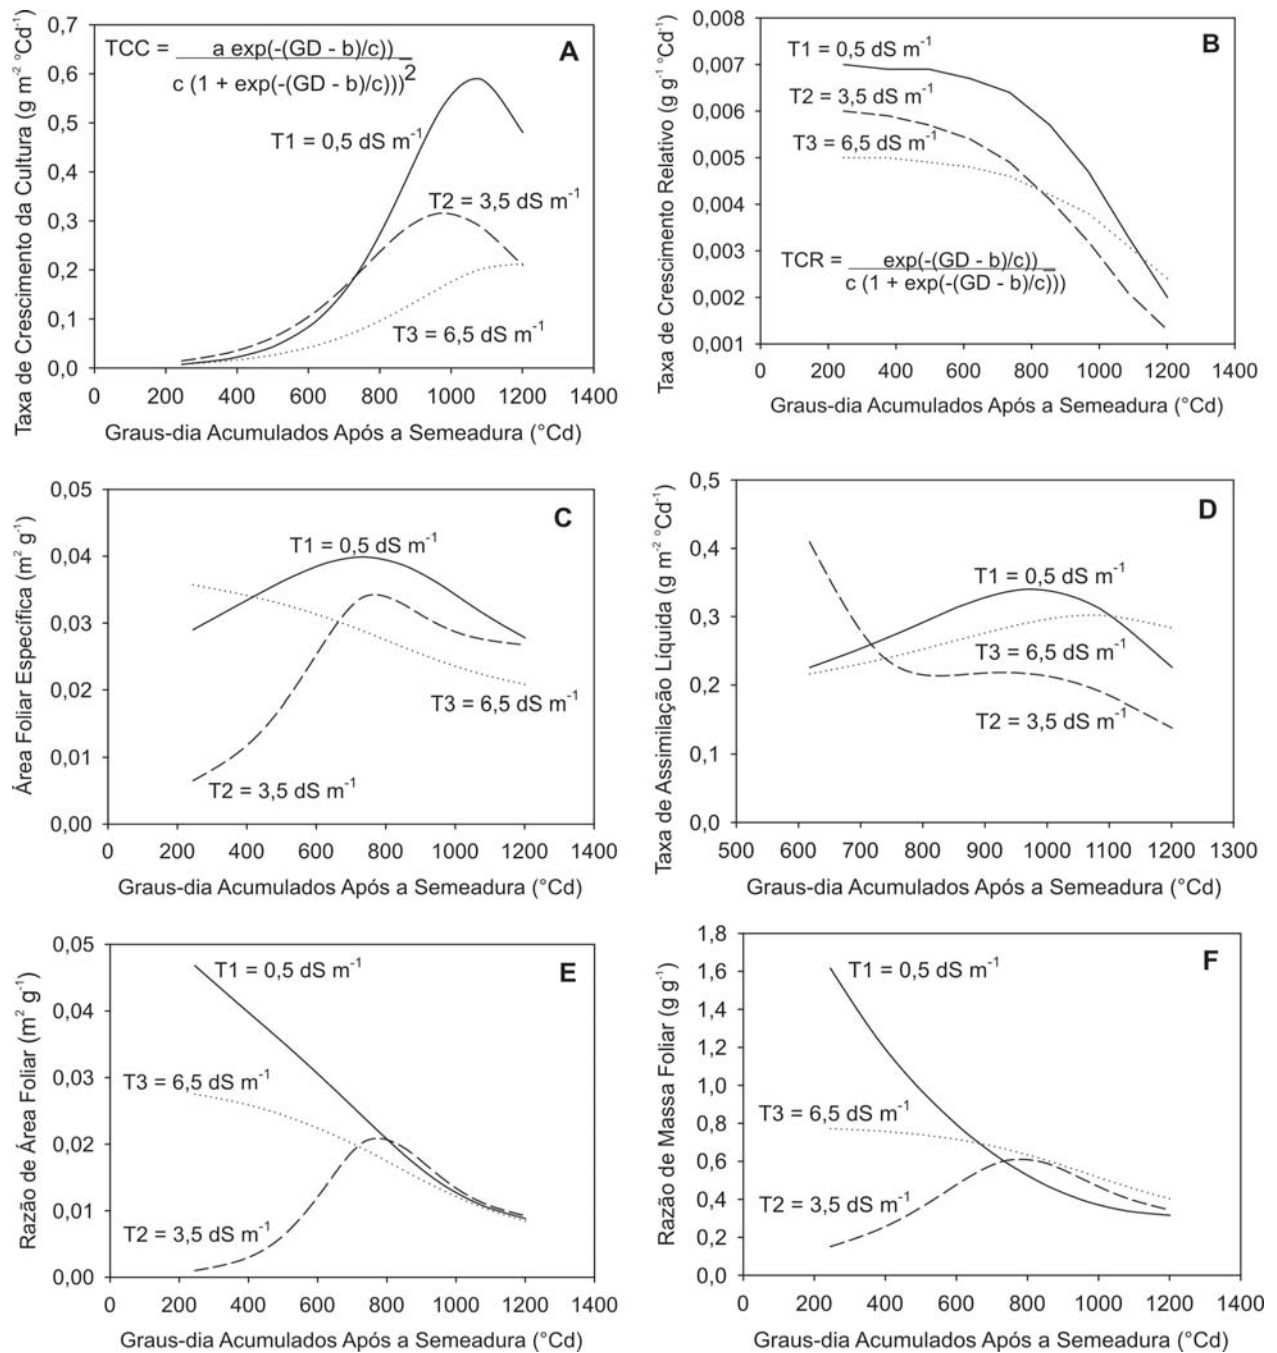 Taxa de Crescimento da Cultura (g m⁻² °Cd⁻¹)
0,7
0,6
0,5
0,4
0,3
0,2
0,1
0,0
A
TCC = a exp(-(GD - b)/c))
c (1 + exp(-(GD - b)/c)))²
T1 = 0,5 dS m⁻¹
T2 = 3,5 dS m⁻¹
T3 = 6,5 dS m⁻¹
0 200 400 600 800 1000 1200 1400
Graus-dia Acumulados Após a Semeadura (°Cd)
Taxa de Crescimento Relativo (g g⁻¹ °Cd⁻¹)
0,008
0,007
0,006
0,005
0,004
0,003
0,002
0,001
B
T1 = 0,5 dS m⁻¹
T2 = 3,5 dS m⁻¹
T3 = 6,5 dS m⁻¹
TCR = exp(-(GD - b)/c))
c (1 + exp(-(GD - b)/c)))
0 200 400 600 800 1000 1200 1400
Graus-dia Acumulados Após a Semeadura (°Cd)
Área Foliar Específica (m² g⁻¹)
0,05
0,04
0,03
0,02
0,01
0,00
C
T1 = 0,5 dS m⁻¹
T3 = 6,5 dS m⁻¹
T2 = 3,5 dS m⁻¹
0 200 400 600 800 1000 1200 1400
Graus-dia Acumulados Após a Semeadura (°Cd)
Taxa de Assimilação Líquida (g m⁻² °Cd⁻¹)
0,5
0,4
0,3
0,2
0,1
0,0
D
T1 = 0,5 dS m⁻¹
T3 = 6,5 dS m⁻¹
T2 = 3,5 dS m⁻¹
500 600 700 800 900 1000 1100 1200 1300
Graus-dia Acumulados Após a Semeadura (°Cd)
Razão de Área Foliar (m² g⁻¹)
0,05
0,04
0,03
0,02
0,01
0,00
E
T1 = 0,5 dS m⁻¹
T3 = 6,5 dS m⁻¹
T2 = 3,5 dS m⁻¹
0 200 400 600 800 1000 1200 1400
Graus-dia Acumulados Após a Semeadura (°Cd)
Razão de Massa Foliar (g g⁻¹)
1,8
1,6
1,4
1,2
1,0
0,8
0,6
0,4
0,2
0,0
F
T1 = 0,5 dS m⁻¹
T3 = 6,5 dS m⁻¹
T2 = 3,5 dS m⁻¹
0 200 400 600 800 1000 1200 1400
Graus-dia Acumulados Após a Semeadura (°Cd)